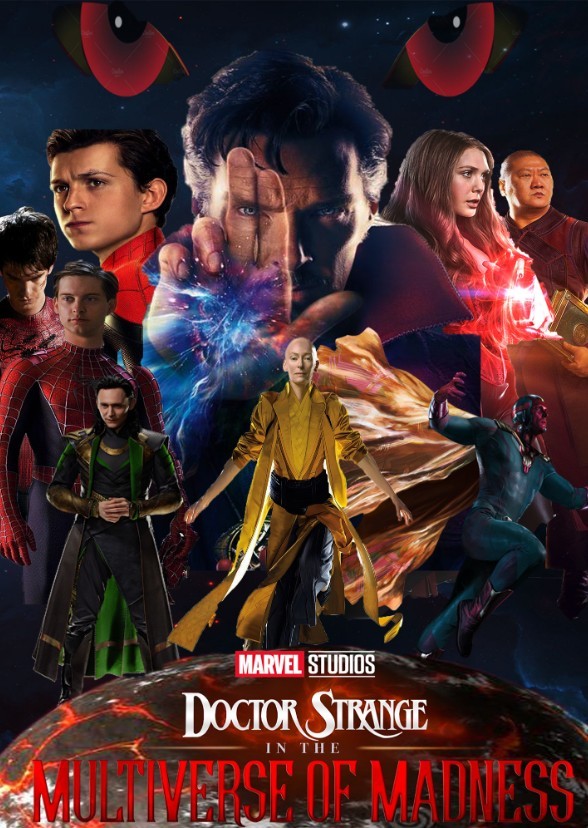 MARVEL STUDIOS
DOCTOR STRANGE
IN THE
MULTIVERSE OF MADNESS